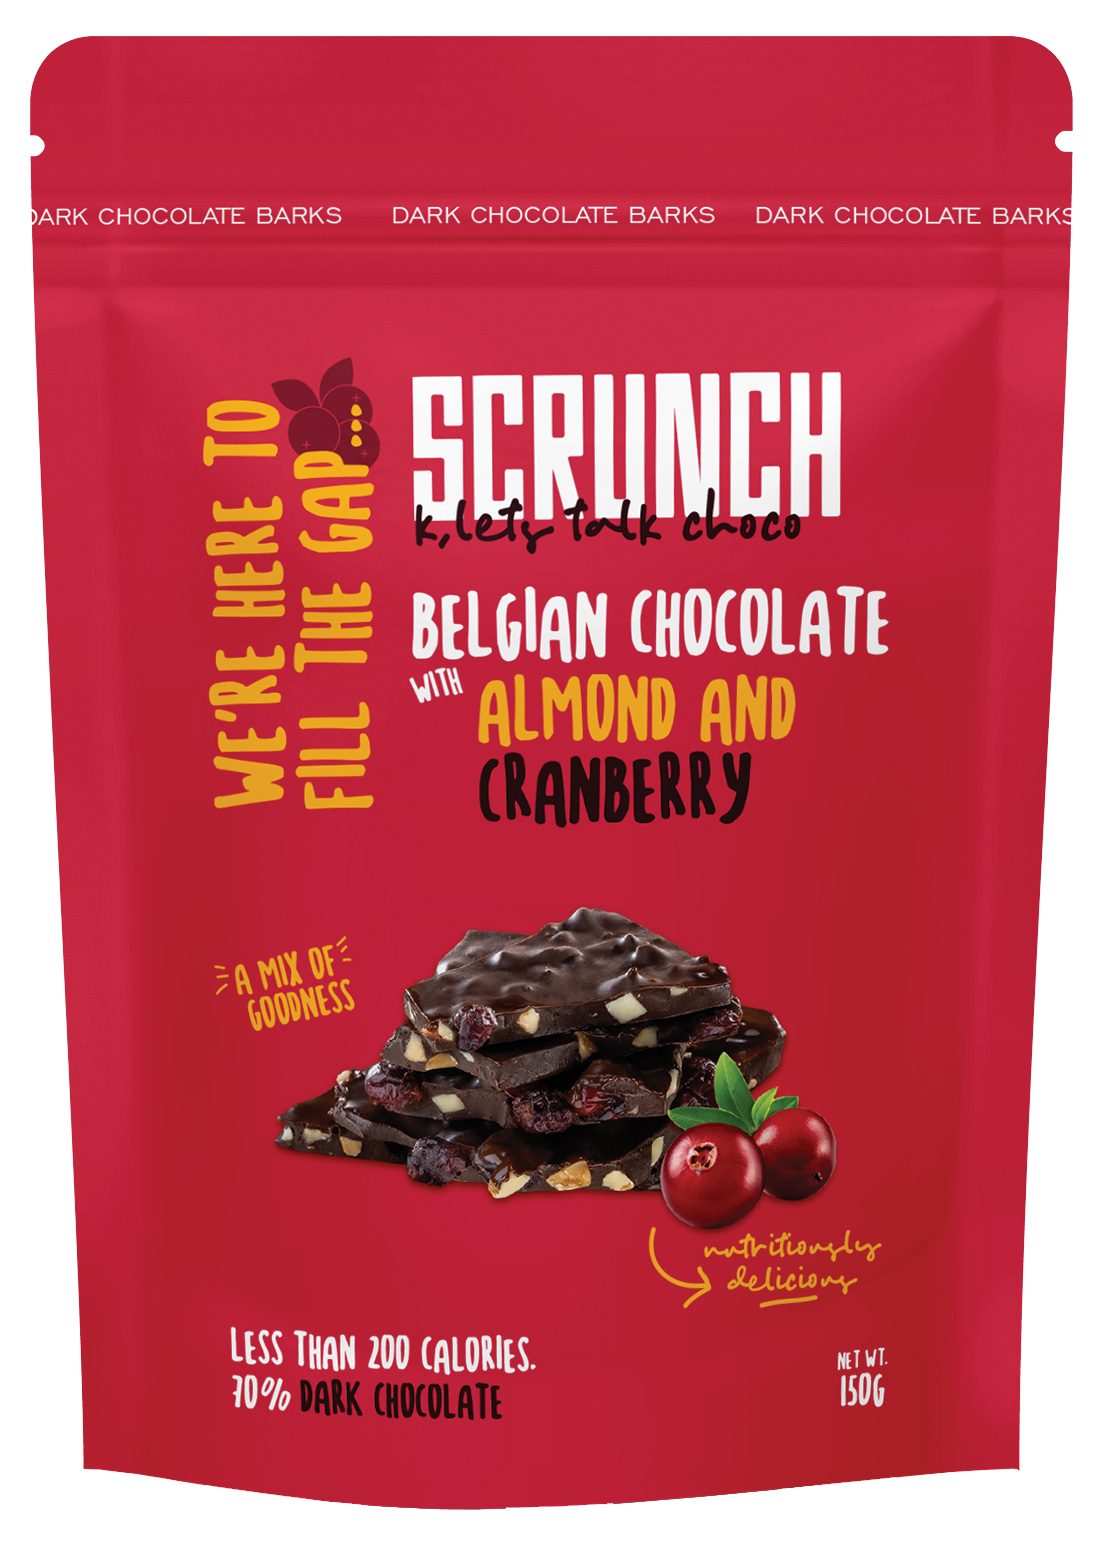 DARK CHOCOLATE BARKS DARK CHOCOLATE BARKS DARK CHOCOLATE BARKS
WE'RE HERE TO
FILL THE GAP...
SCRUNCH
k, lets talk choco
BELGIAN CHOCOLATE
WITH ALMOND AND
CRANBERRY
A MIX OF
GOODNESS
nutritiously
delicious
LESS THAN 200 CALORIES.
70% DARK CHOCOLATE
NET WT.
150G